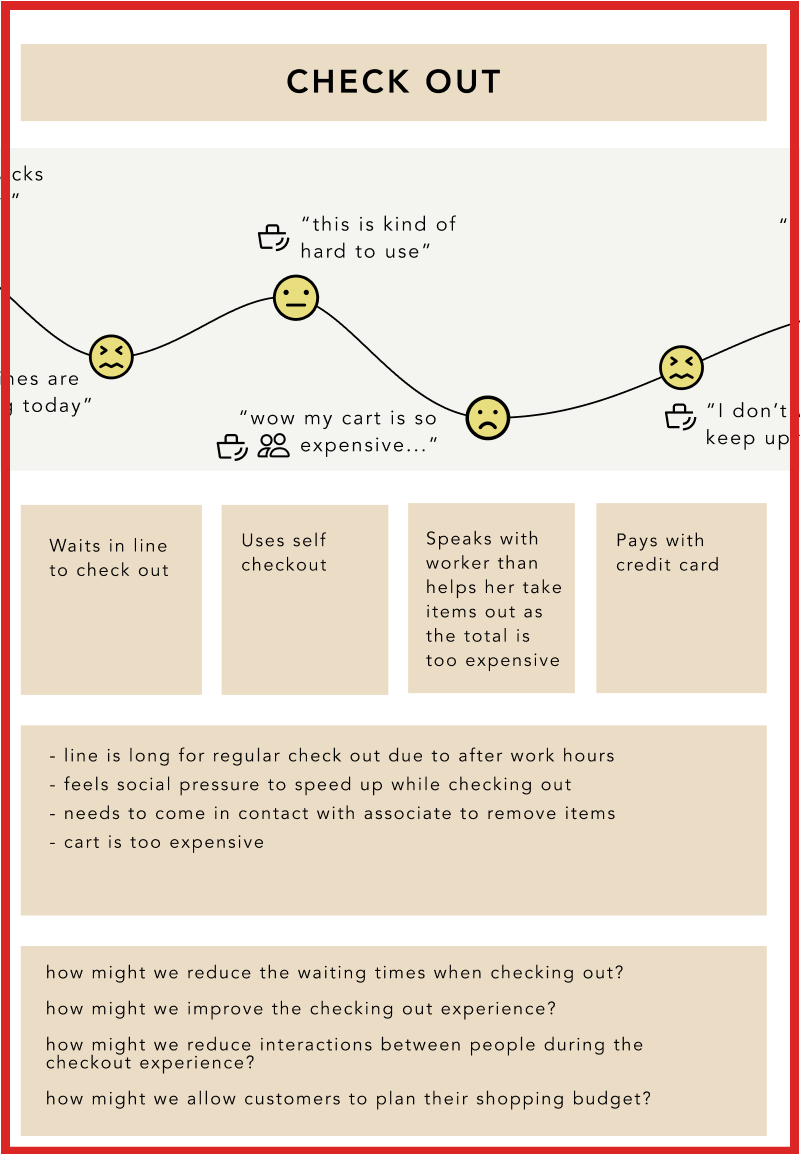 CHECK OUT
cks
"
“this is kind of
hard to use”
“
nes are
today”
“wow my cart is so
expensive...”
“I don’t
keep up
Waits in line
to check out
Uses self
checkout
Speaks with
worker than
helps her take
items out as
the total is
too expensive
Pays with
credit card
- line is long for regular check out due to after work hours
- feels social pressure to speed up while checking out
- needs to come in contact with associate to remove items
- cart is too expensive
how might we reduce the waiting times when checking out?
how might we improve the checking out experience?
how might we reduce interactions between people during the
checkout experience?
how might we allow customers to plan their shopping budget?